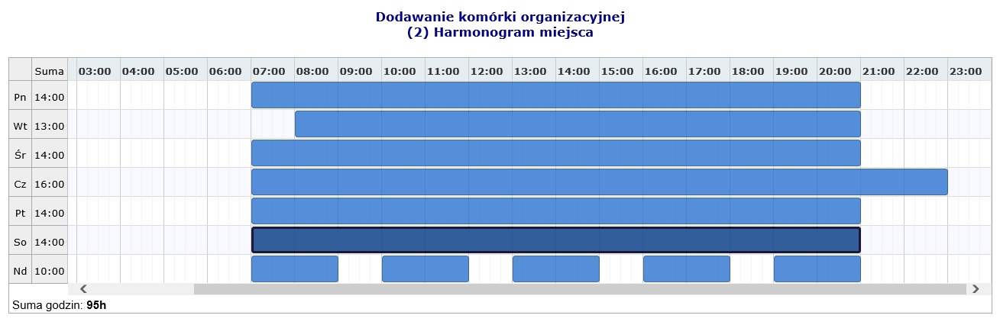 Dodawanie komórki organizacyjnej
(2) Harmonogram miejsca
Suma 03:00 04:00 05:00 06:00 07:00 08:00 09:00 10:00 11:00 12:00 13:00 14:00 15:00 16:00 17:00 18:00 19:00 20:00 21:00 22:00 23:00
Pn 14:00
Wt 13:00
Śr 14:00
Cz 16:00
Pt 14:00
So 14:00
Nd 10:00
Suma godzin: 95h